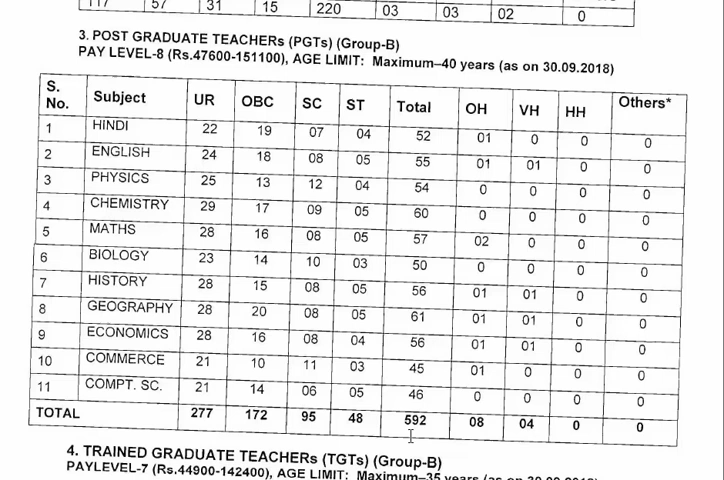 117 57 31 15 220 03 03 02 0
3. POST GRADUATE TEACHERs (PGTs) (Group-B)
PAY LEVEL-8 (Rs.47600-151100), AGE LIMIT: Maximum–40 years (as on 30.09.2018)
S. No. Subject UR OBC SC ST Total OH VH HH Others*
1 HINDI 22 19 07 04 52 01 0 0 0
2 ENGLISH 24 18 08 05 55 01 01 0 0
3 PHYSICS 25 13 12 04 54 0 0 0 0
4 CHEMISTRY 29 17 09 05 60 0 0 0 0
5 MATHS 28 16 08 05 57 02 0 0 0
6 BIOLOGY 23 14 10 03 50 0 0 0 0
7 HISTORY 28 15 08 05 56 01 01 0 0
8 GEOGRAPHY 28 20 08 05 61 01 01 0 0
9 ECONOMICS 28 16 08 04 56 01 01 0 0
10 COMMERCE 21 10 11 03 45 01 0 0 0
11 COMPT. SC. 21 14 06 05 46 0 0 0 0
TOTAL 277 172 95 48 592 08 04 0 0
4. TRAINED GRADUATE TEACHERs (TGTs) (Group-B)
PAYLEVEL-7 (Rs.44900-142400), AGE LIMIT: Maximum–35 years (as on 30.09.2018)